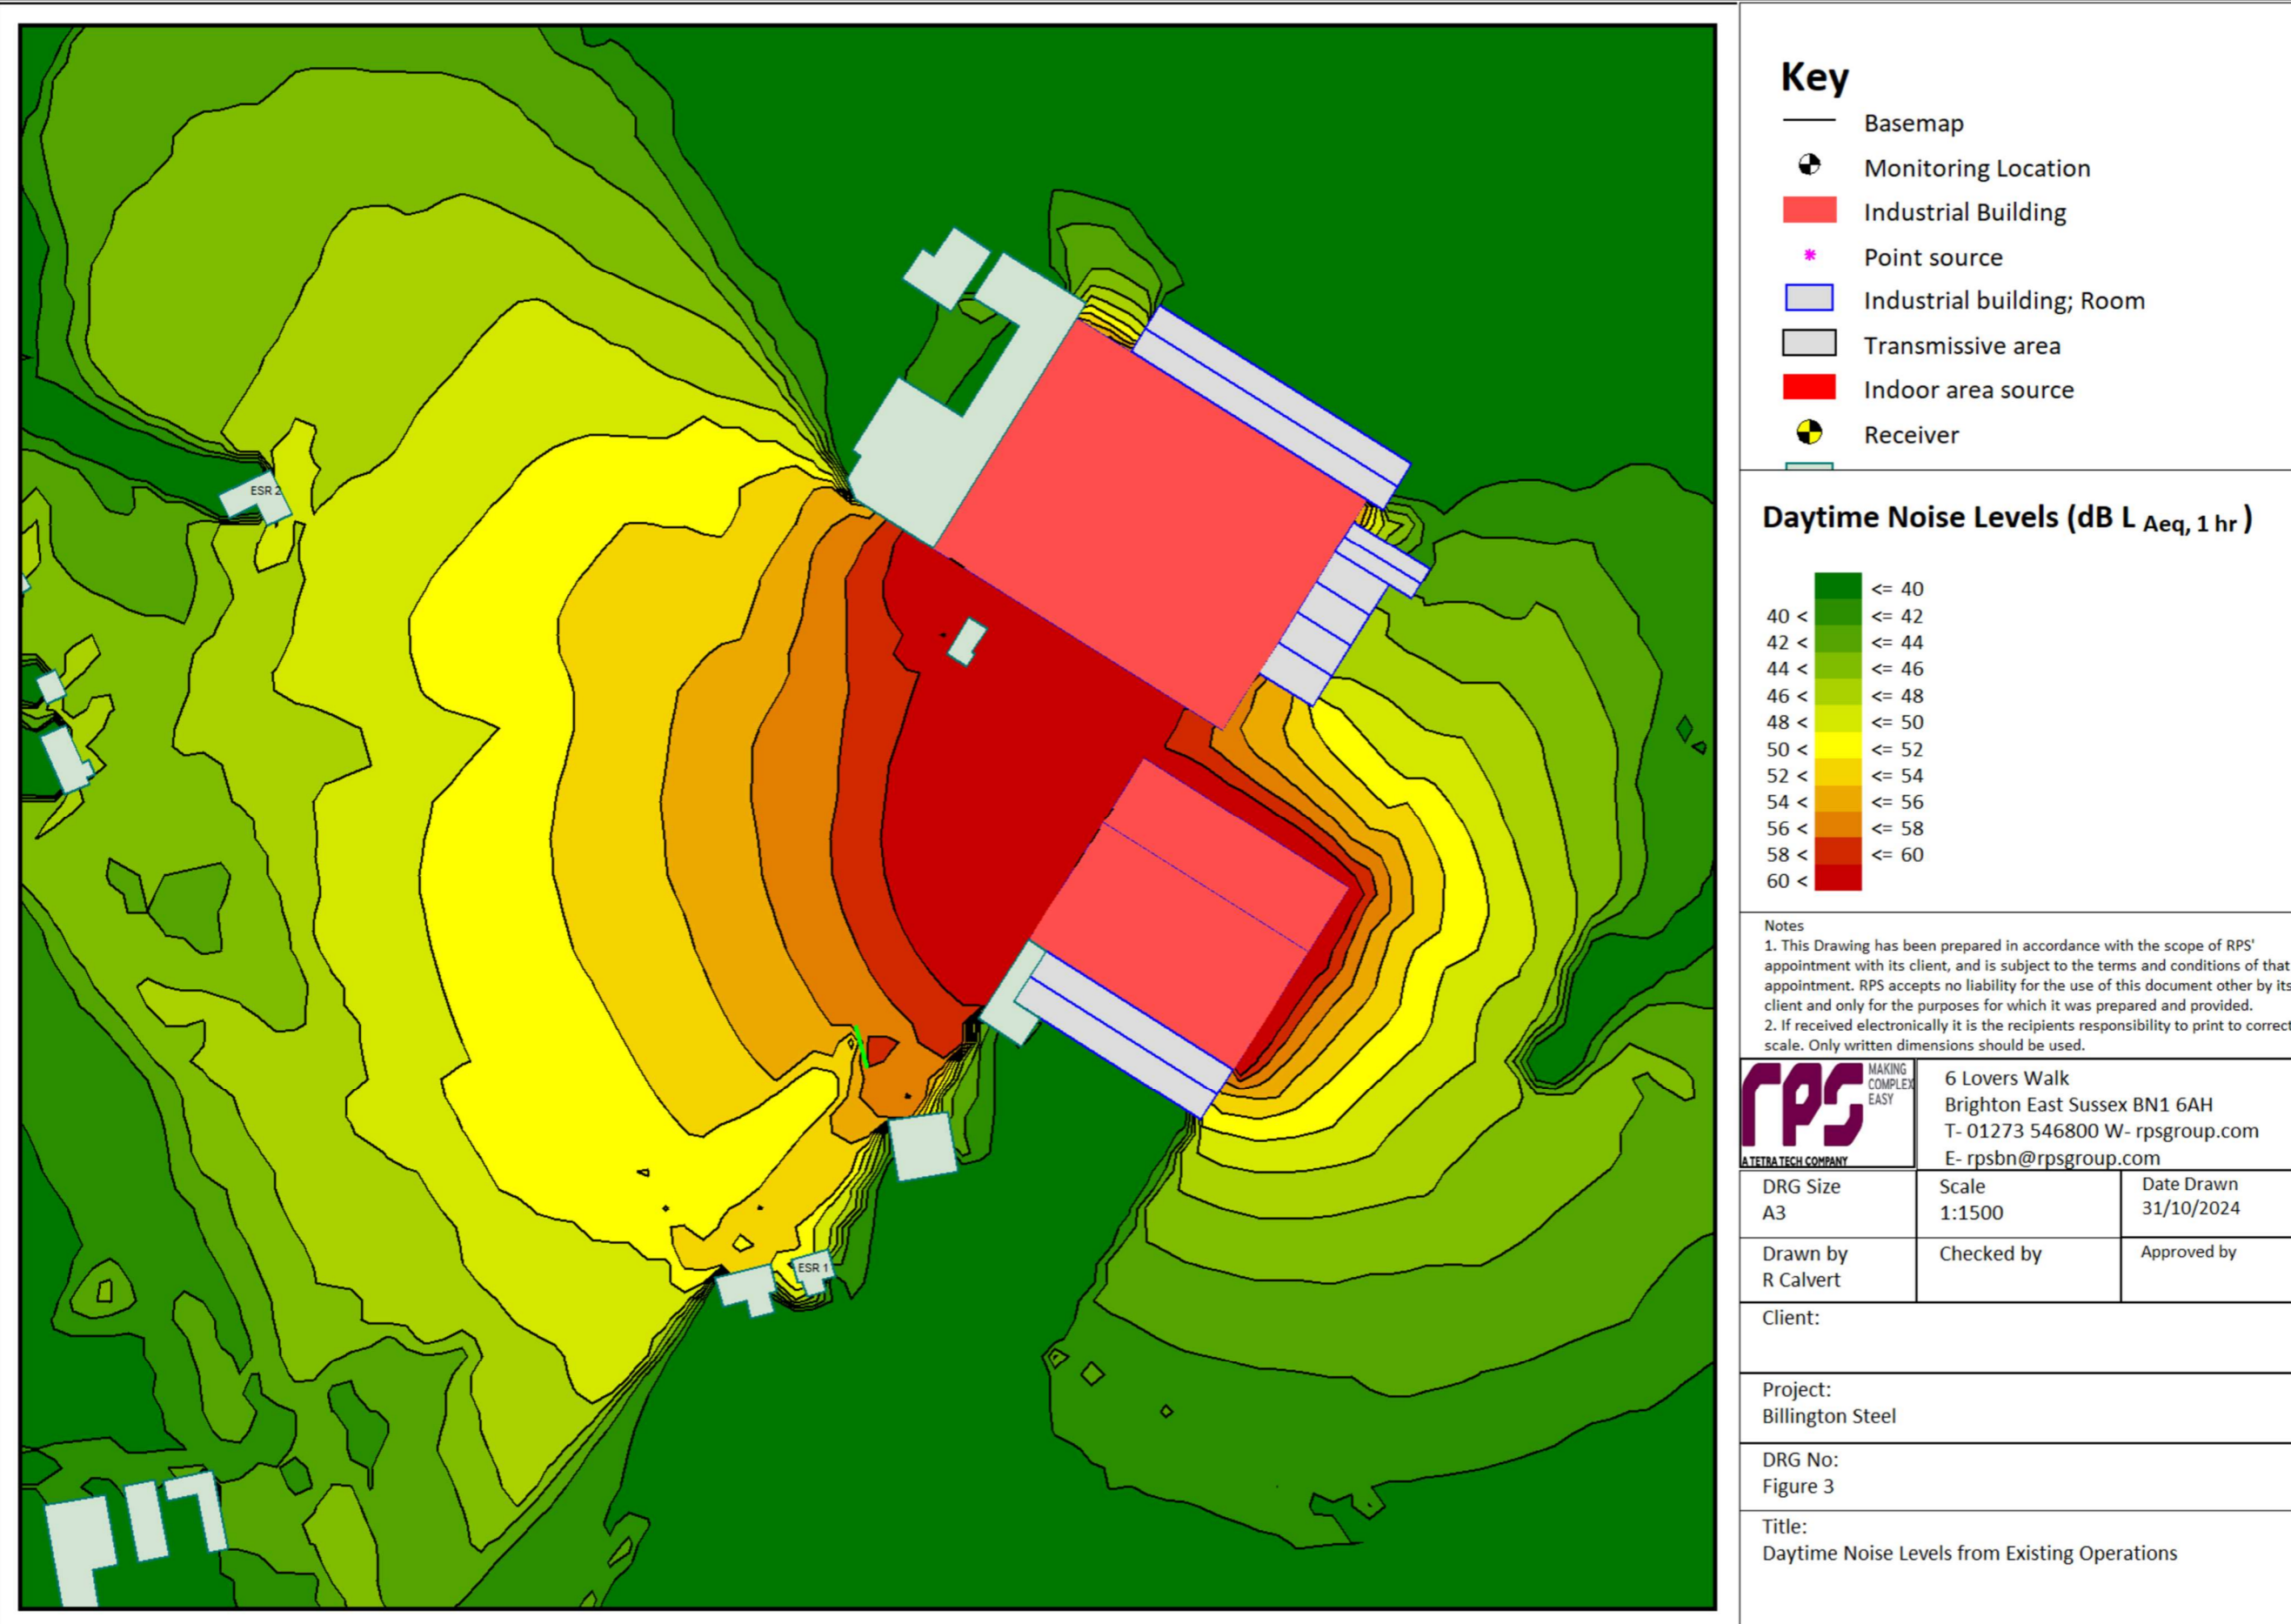 ESR 2
ESR 1
Key
Basemap
Monitoring Location
Industrial Building
Point source
Industrial building; Room
Transmissive area
Indoor area source
Receiver
Daytime Noise Levels (dB L Aeq, 1 hr )
<= 40
40 < <= 42
42 < <= 44
44 < <= 46
46 < <= 48
48 < <= 50
50 < <= 52
52 < <= 54
54 < <= 56
56 < <= 58
58 < <= 60
60 <
Notes
1. This Drawing has been prepared in accordance with the scope of RPS'
appointment with its client, and is subject to the terms and conditions of that
appointment. RPS accepts no liability for the use of this document other by its
client and only for the purposes for which it was prepared and provided.
2. If received electronically it is the recipients responsibility to print to correct
scale. Only written dimensions should be used.
rps
MAKING
COMPLEX
EASY
A TETRA TECH COMPANY
6 Lovers Walk
Brighton East Sussex BN1 6AH
T- 01273 546800 W- rpsgroup.com
E- rpsbn@rpsgroup.com
DRG Size
A3
Scale
1:1500
Date Drawn
31/10/2024
Drawn by
R Calvert
Checked by
Approved by
Client:
Project:
Billington Steel
DRG No:
Figure 3
Title:
Daytime Noise Levels from Existing Operations